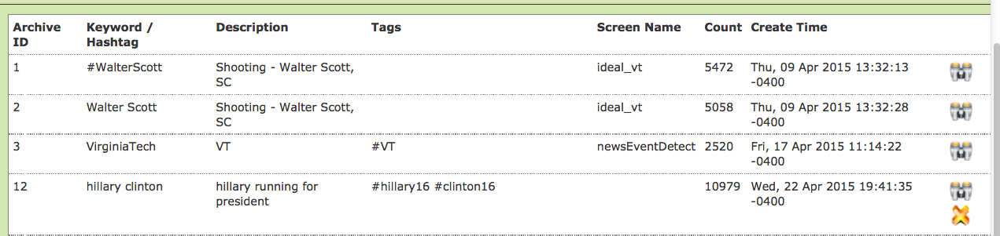 Archive ID Keyword / Hashtag Description Tags Screen Name Count Create Time
1 #WalterScott Shooting - Walter Scott, SC ideal_vt 5472 Thu, 09 Apr 2015 13:32:13 -0400
2 Walter Scott Shooting - Walter Scott, SC ideal_vt 5058 Thu, 09 Apr 2015 13:32:28 -0400
3 VirginiaTech VT #VT newsEventDetect 2520 Fri, 17 Apr 2015 11:14:22 -0400
12 hillary clinton hillary running for president #hillary16 #clinton16 10979 Wed, 22 Apr 2015 19:41:35 -0400